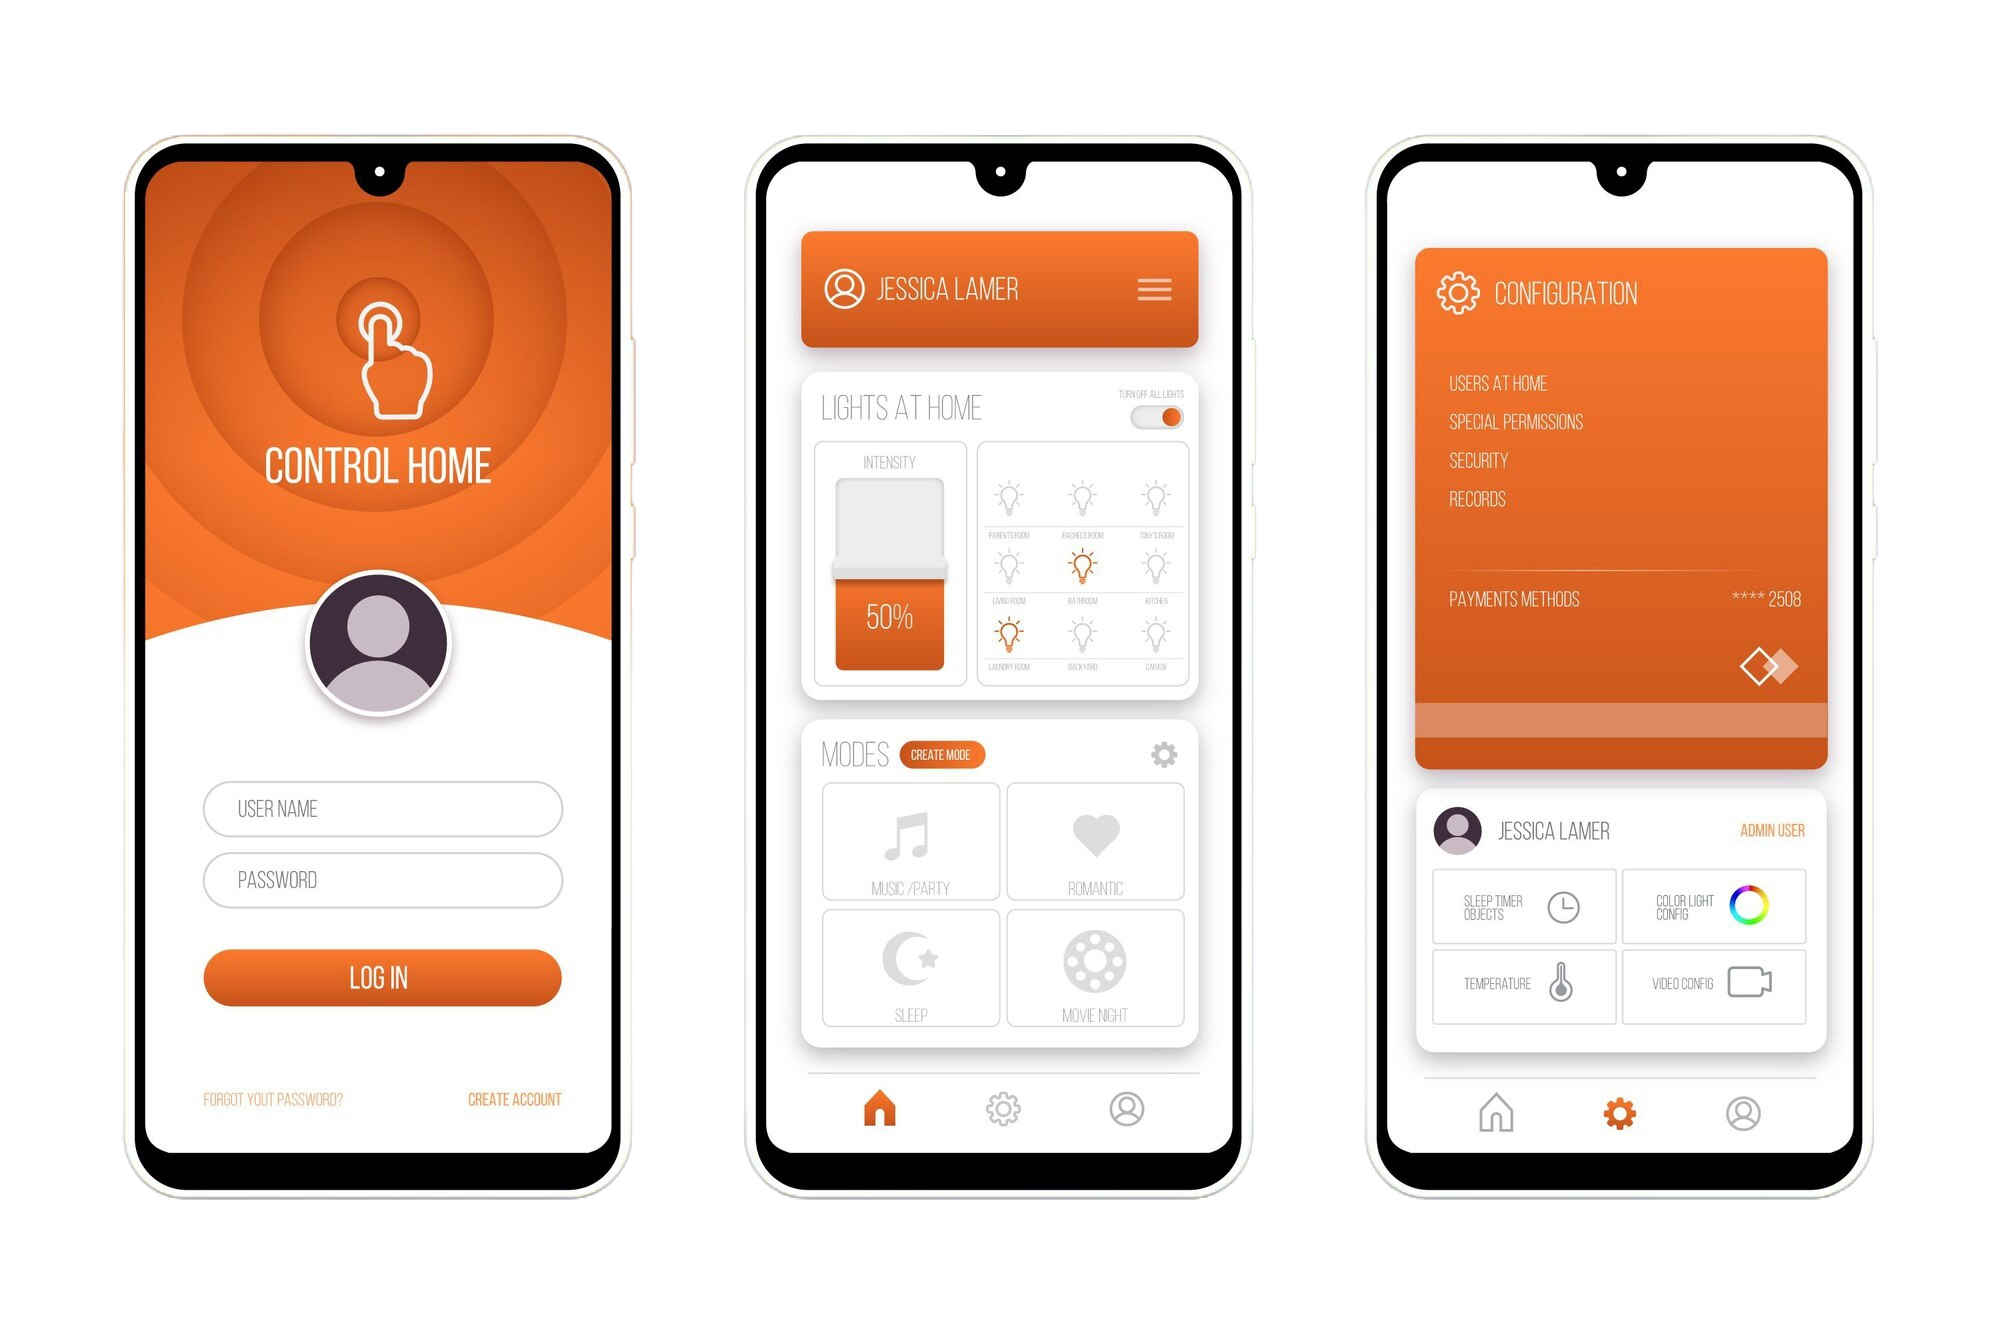 CONTROL HOME
USER NAME
PASSWORD
LOG IN
FORGOT YOUT PASSWORD?
CREATE ACCOUNT
JESSICA LAMER
LIGHTS AT HOME
TURN OFF ALL LIGHTS
INTENSITY
50%
PARENTS ROOM
RACHEL'S ROOM
TONY'S ROOM
LIVING ROOM
BATHROOM
KITCHEN
LAUNDRY ROOM
BACKYARD
GARAGE
MODES
CREATE MODE
MUSIC /PARTY
ROMANTIC
SLEEP
MOVIE NIGHT
CONFIGURATION
USERS AT HOME
SPECIAL PERMISSIONS
SECURITY
RECORDS
PAYMENTS METHODS
**** 2508
JESSICA LAMER
ADMIN USER
SLEEP TIMER
OBJECTS
COLOR LIGHT
CONFIG
TEMPERATURE
VIDEO CONFIG